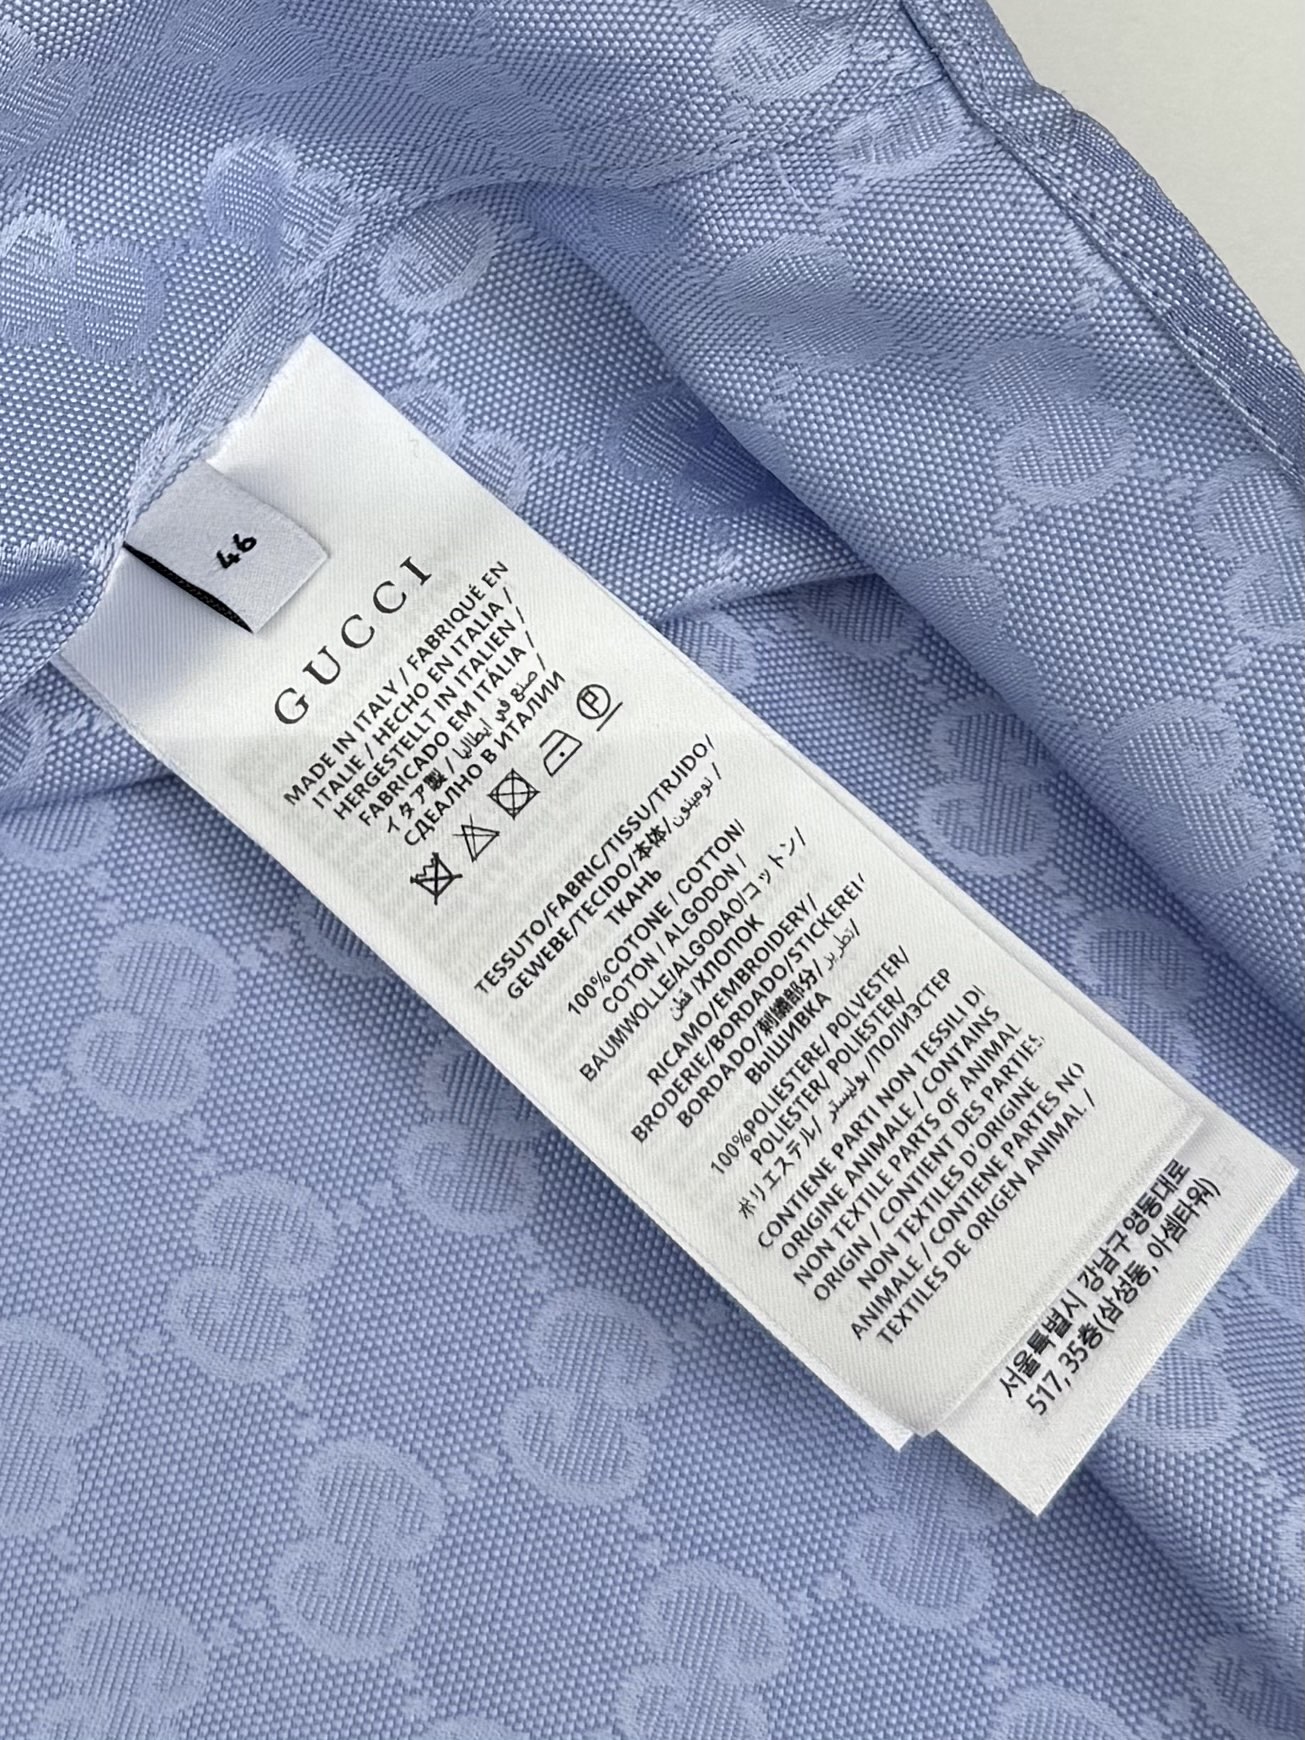 46
GUCCI
MADE IN ITALY / FABRIQUÉ EN
ITALIE / HECHO EN ITALIA /
HERGESTELLT IN ITALIEN /
FABRICADO EM ITÁLIA /
イタリア製 / صنع في إيطاليا /
СДЕЛАНО В ИТАЛИИ
P
TESSUTO/FABRIC/TISSU/TRJIDO/
GEWEBE/TECIDO/本体/
ТКАНЬ
100%COTONE / COTTON/
COTON / ALGODON /
BAUMWOLLE/ALGODAO/コットン/
قطن /ХЛОПОК
RICAMO/EMBROIDERY/
BRODERIE/BORDADO/STICKEREI/
BORDADO/刺繍部分/تطريز/
ВЫШИВКА
100%POLIESTERE/ POLVESTER/
POLIESTER/ POLIESTER/
ポリエステル/ بوليستر /ПОЛИЭСТЕР
CONTIENE PARTI NON TESSILI DI
ORIGINE ANIMALE / CONTAINS
NON TEXTILE PARTS OF ANIMAL
ORIGIN / CONTIENT DES PARTIES
NON TEXTILES D'ORIGINE
ANIMALE / CONTIENE PARTES NO
TEXTILES DE ORIGEN ANIMAL /
서울특별시 강남구 영동대로
517, 35층(삼성동, 아셈타워)